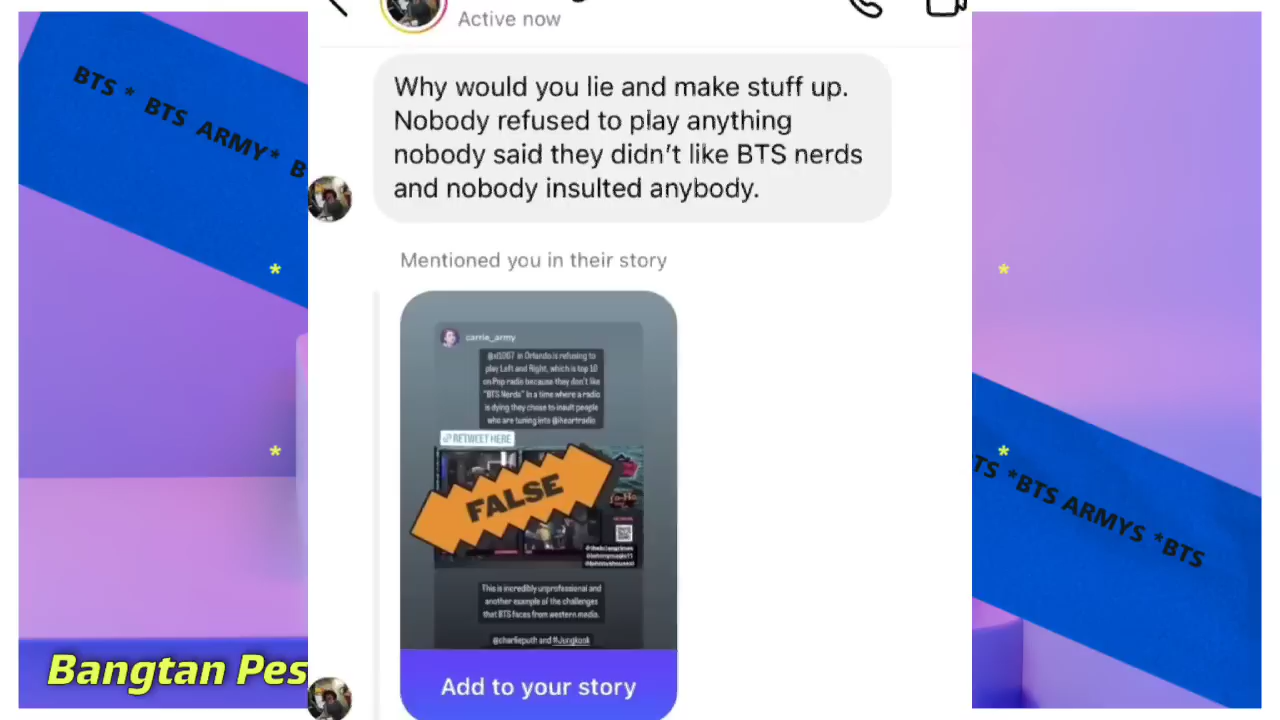 Active now
Why would you lie and make stuff up.
Nobody refused to play anything
nobody said they didn't like BTS nerds
and nobody insulted anybody.
Mentioned you in their story
carrie_army
@xl1067 in Orlando is refusing to
play Left and Right, which is top 10
on Pop radio because they don't like
"BTS Nerds" In a time where a radio
is dying they chose to insult people
who are tuning into @iheartradio
RETWEET HERE
FALSE
This is incredibly unprofessional and
another example of the challenges
that BTS faces from western media.
@charlieputh and #Jungkook
Add to your story
BTS * BTS ARMY* B
TS *BTS ARMYS *BTS
*
*
*
*
Bangtan Pes